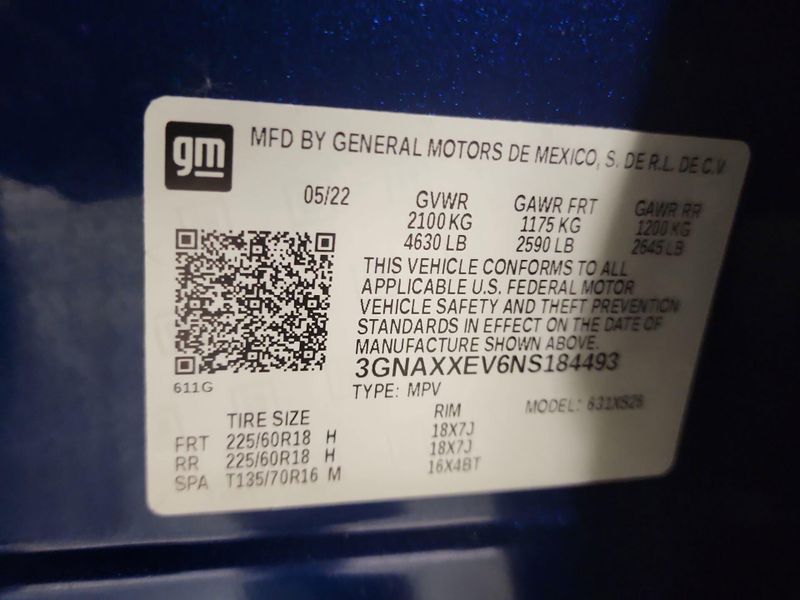 gm
MFD BY GENERAL MOTORS DE MEXICO, S. DE R.L. DE C.V.
05/22
GVWR GAWR FRT GAWR RR
2100 KG 1175 KG 1200 KG
4630 LB 2590 LB 2645 LB
THIS VEHICLE CONFORMS TO ALL
APPLICABLE U.S. FEDERAL MOTOR
VEHICLE SAFETY AND THEFT PREVENTION
STANDARDS IN EFFECT ON THE DATE OF
MANUFACTURE SHOWN ABOVE.
3GNAXXEV6NS184493
611G
TYPE: MPV MODEL: 631XS26
TIRE SIZE RIM
FRT 225/60R18 H 18X7J
RR 225/60R18 H 18X7J
SPA T135/70R16 M 16X4BT